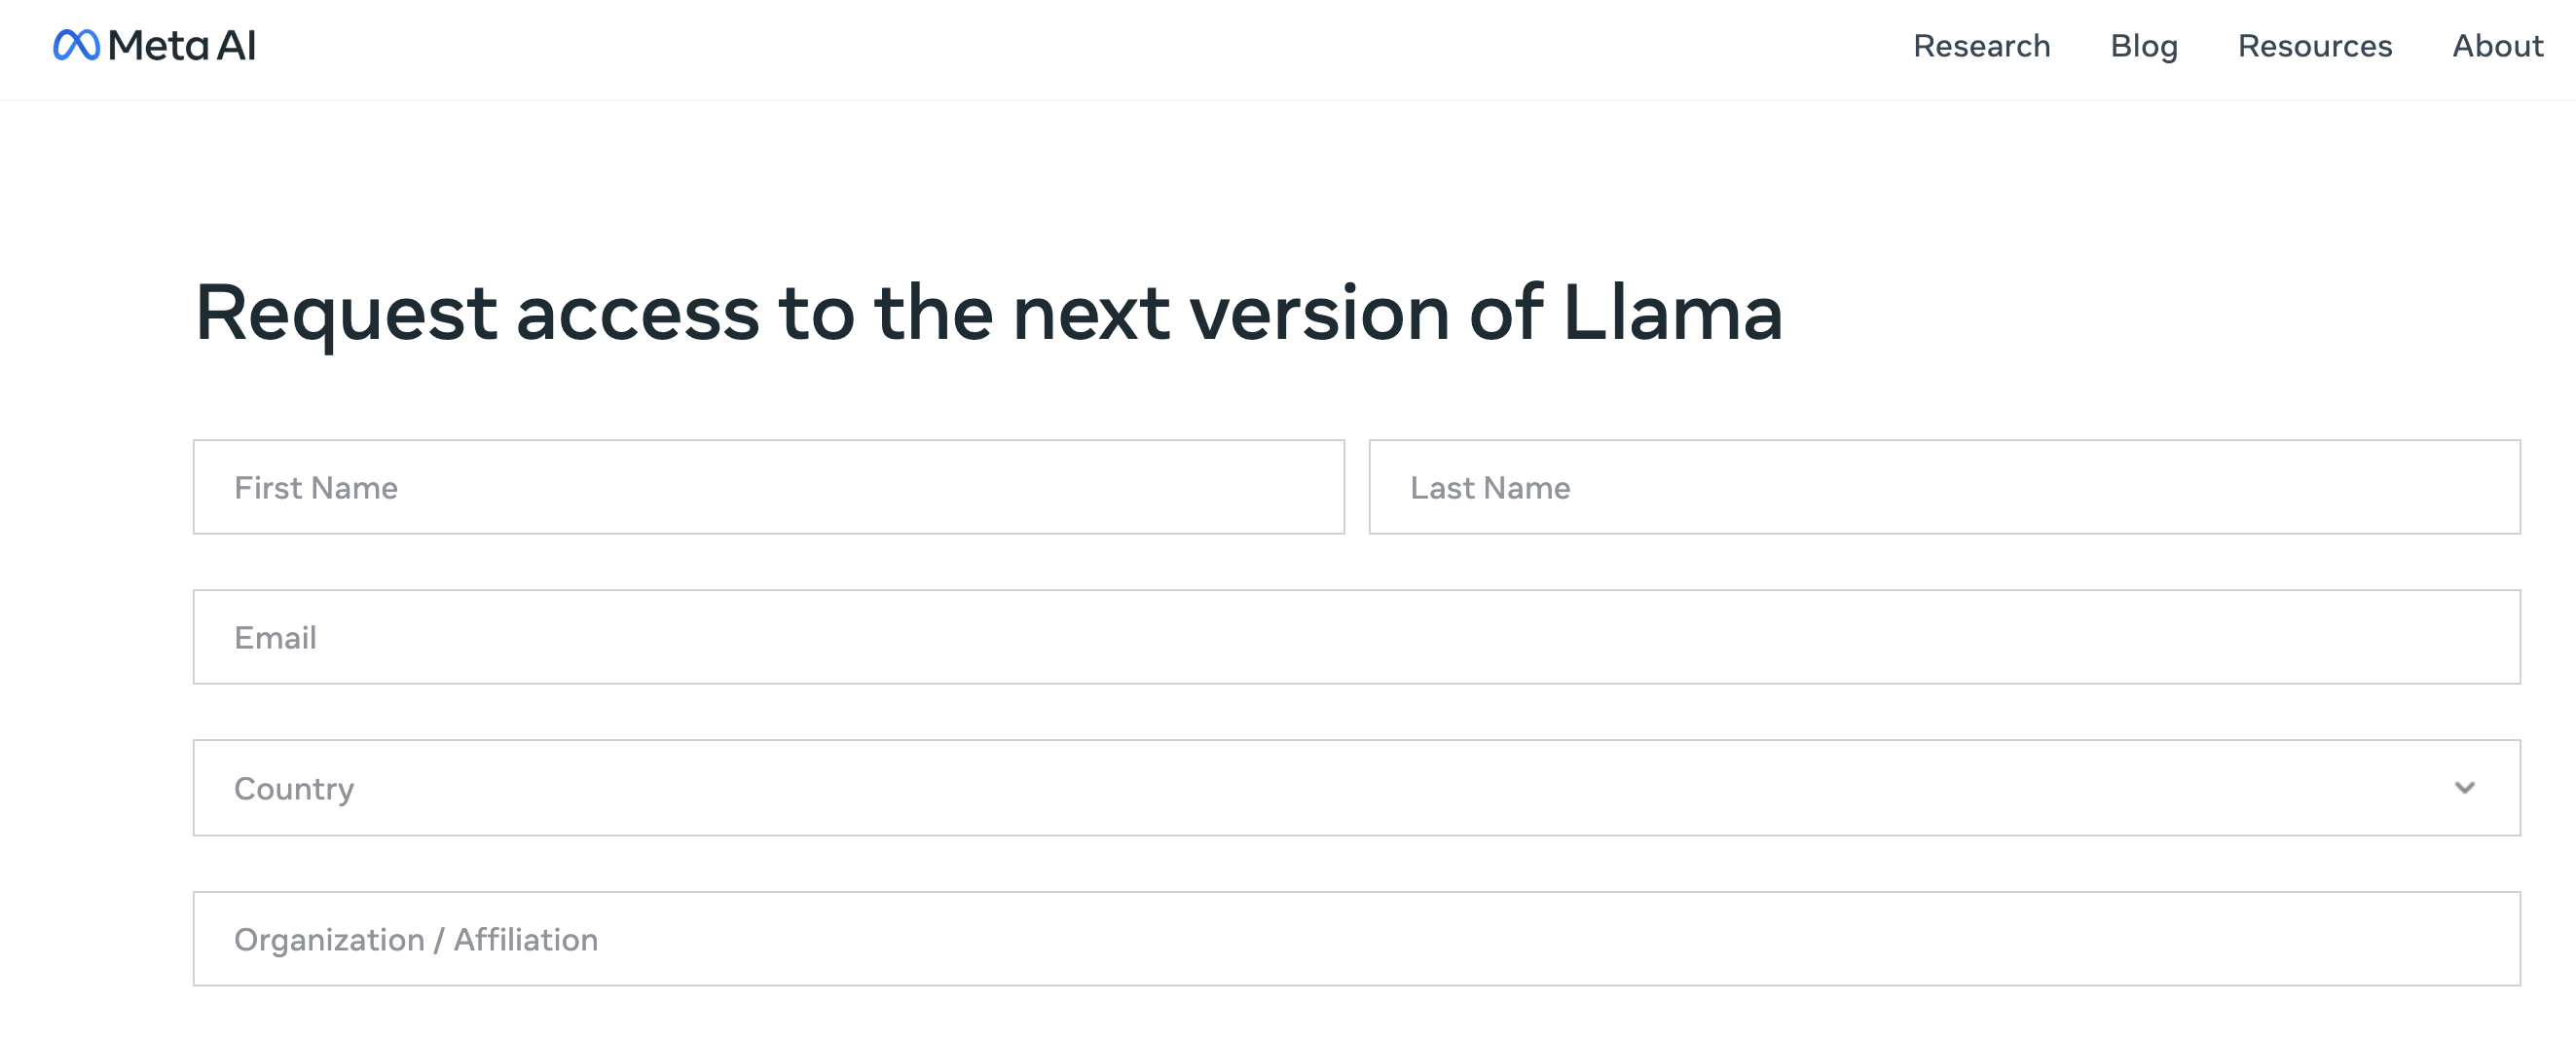 Meta AI
Research Blog Resources About
Request access to the next version of Llama
First Name
Last Name
Email
Country
Organization / Affiliation